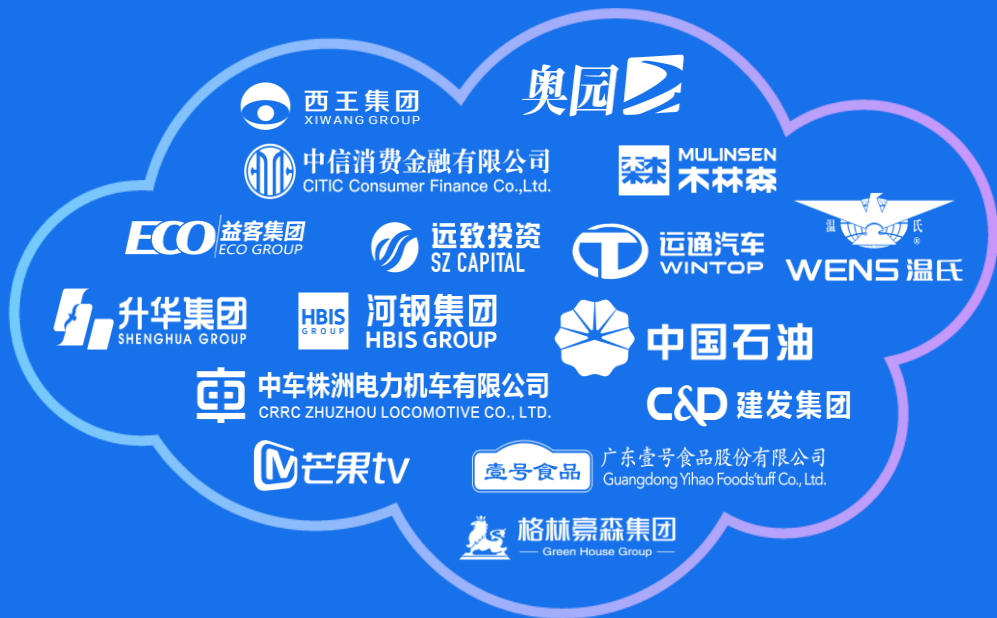 西王集团
XIWANG GROUP
奥园
中信消费金融有限公司
CITIC Consumer Finance Co.,Ltd.
MULINSEN
木林森
ECO
益客集团
ECO GROUP
远致投资
SZ CAPITAL
运通汽车
WINTOP
温 氏
®
WENS 温氏
升华集团
SHENGHUA GROUP
HBIS
GROUP
河钢集团
HBIS GROUP
中国石油
中车株洲电力机车有限公司
CRRC ZHUZHOU LOCOMOTIVE CO., LTD.
C&D 建发集团
芒果tv
壹号食品
广东壹号食品股份有限公司
Guangdong Yihao Foods'tuff Co., Ltd.
格林豪森集团
Green House Group